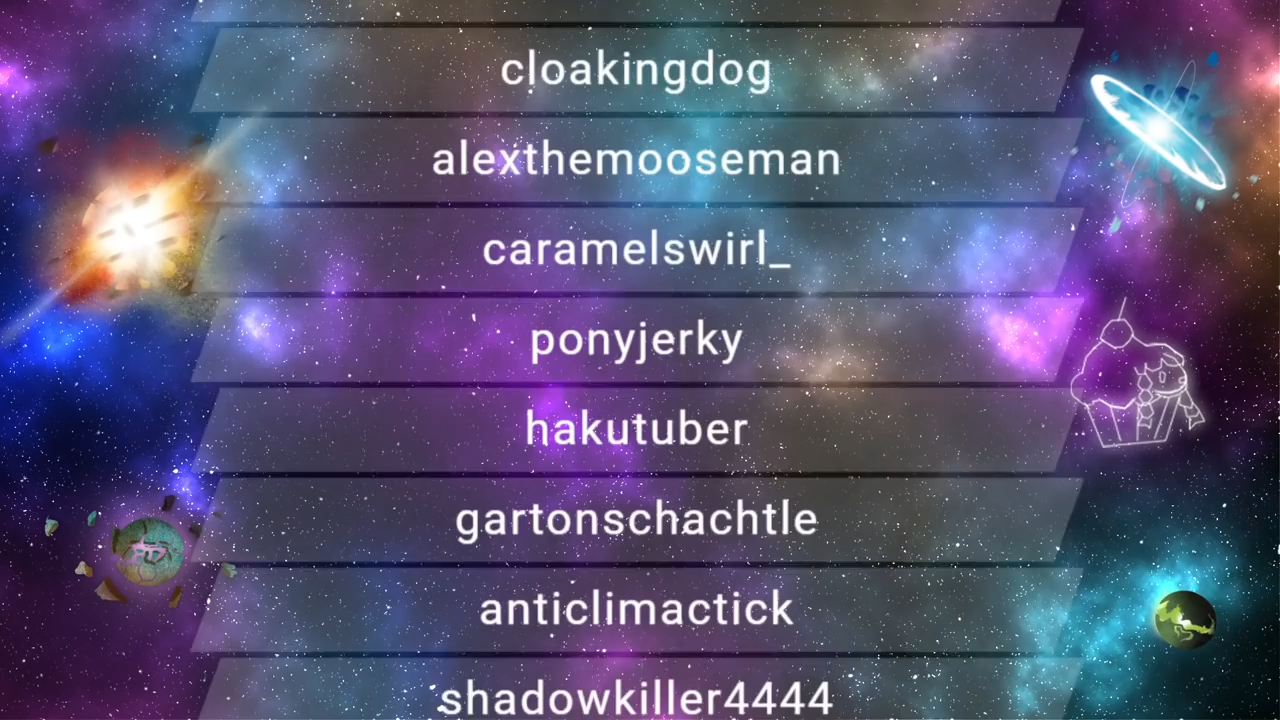 cloakingdog
alexthemooseman
caramelswirl_
ponyjerky
hakutuber
gartonschachtle
anticlimactick
shadowkiller4444